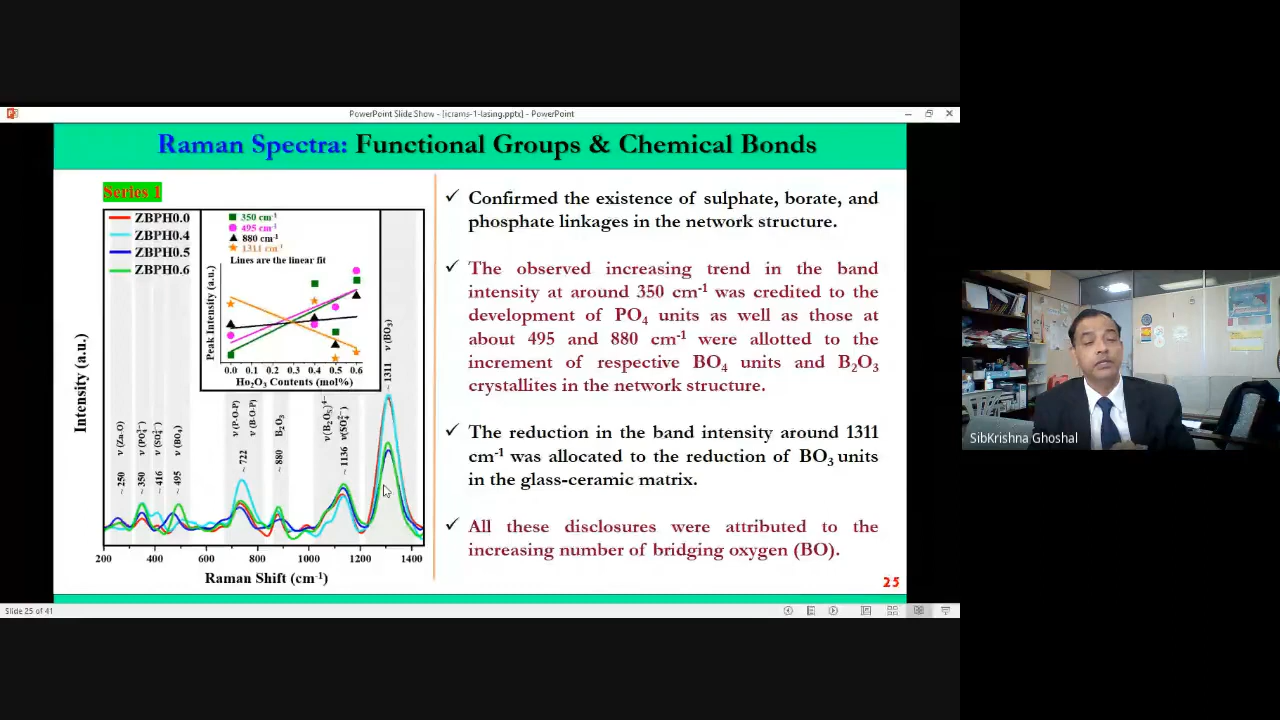 PowerPoint Slide Show - [icrams-1-lasing.pptx] - PowerPoint
Raman Spectra: Functional Groups & Chemical Bonds
Series 1
ZBPH0.0
ZBPH0.4
ZBPH0.5
ZBPH0.6
350 cm⁻¹
495 cm⁻¹
880 cm⁻¹
1311 cm⁻¹
Lines are the linear fit
Peak Intensity (a.u.)
0.0 0.1 0.2 0.3 0.4 0.5 0.6
Ho₂O₃ Contents (mol%)
Intensity (a.u.)
~ 250 ν (Zn-O)
~ 416
~ 495 ν (BO₄)
~ 722 ν (P-O-P)
ν (B-O-P)
~ 880 B₂O₃
~ 1136
~ 1311 ν (BO₃)
200 400 600 800 1000 1200 1400
Raman Shift (cm⁻¹)
✓ Confirmed the existence of sulphate, borate, and
phosphate linkages in the network structure.
✓ The observed increasing trend in the band
intensity at around 350 cm⁻¹ was credited to the
development of PO₄ units as well as those at
about 495 and 880 cm⁻¹ were allotted to the
increment of respective BO₄ units and B₂O₃
crystallites in the network structure.
✓ The reduction in the band intensity around 1311
cm⁻¹ was allocated to the reduction of BO₃ units
in the glass-ceramic matrix.
✓ All these disclosures were attributed to the
increasing number of bridging oxygen (BO).
25
Slide 25 of 41
SibKrishna Ghoshal